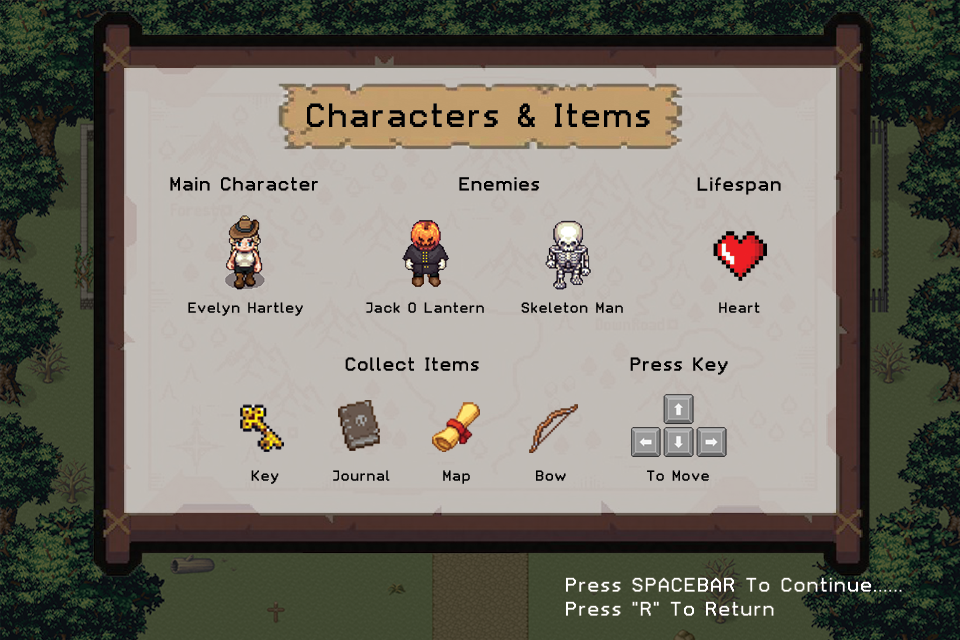 Characters & Items
Main Character
Enemies
Lifespan
Evelyn Hartley
Jack O Lantern
Skeleton Man
Heart
Collect Items
Press Key
Key
Journal
Map
Bow
To Move
Press SPACEBAR To Continue......
Press "R" To Return